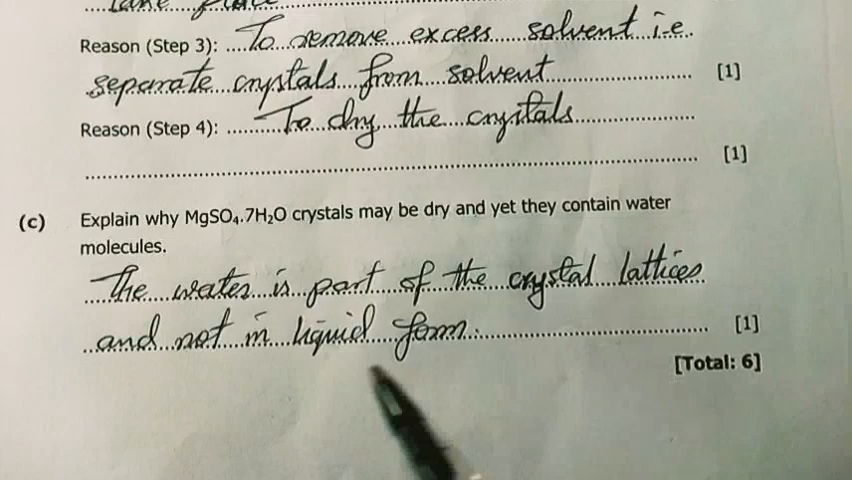 take place
Reason (Step 3): To remove excess solvent i.e.
separate crystals from solvent [1]
Reason (Step 4): To dry the crystals
[1]
(c) Explain why MgSO₄.7H₂O crystals may be dry and yet they contain water
molecules.
The water is part of the crystal lattices
and not in liquid form. [1]
[Total: 6]